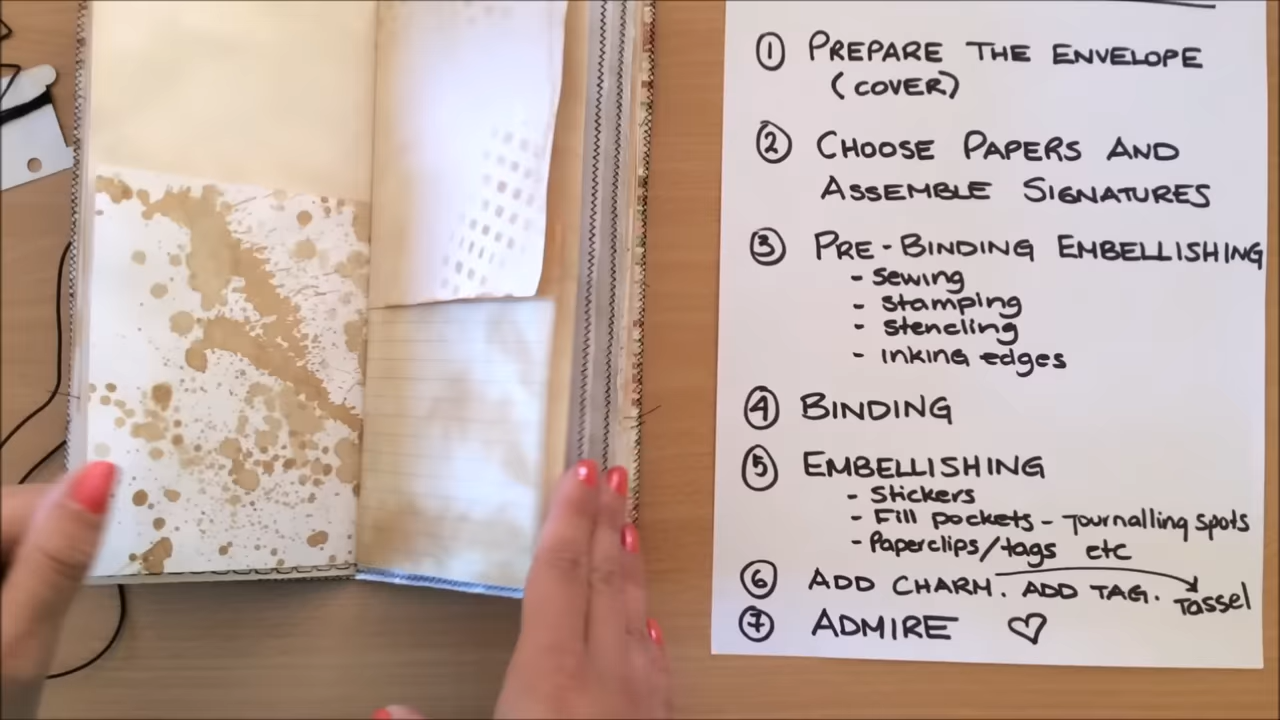 ① PREPARE THE ENVELOPE
(COVER)
② CHOOSE PAPERS AND
ASSEMBLE SIGNATURES
③ PRE-BINDING EMBELLISHING
- Sewing
- Stamping
- Stencling
- inking edges
④ BINDING
⑤ EMBELLISHING
- Stickers
- Fill pockets - Journalling spots
- Paperclips/tags etc
⑥ ADD CHARM. ADD TAG. Tassel
⑦ ADMIRE ♡